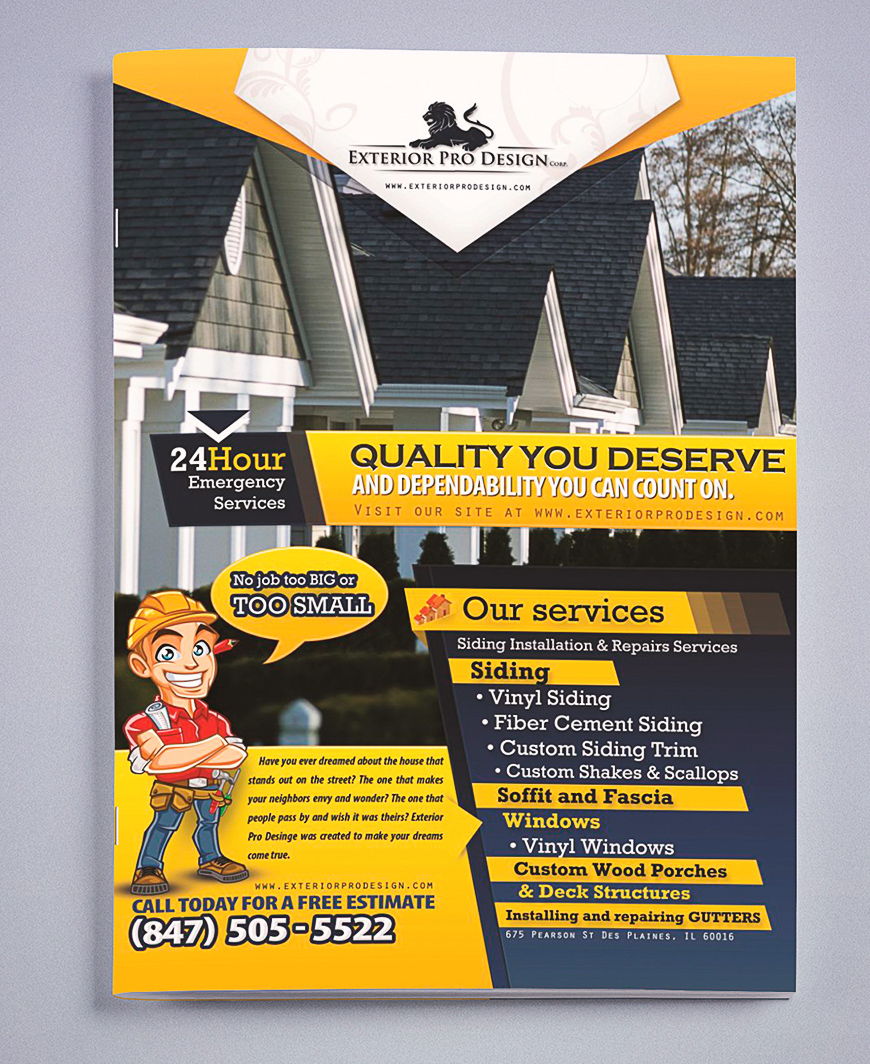 EXTERIOR PRO DESIGN CORP.
WWW.EXTERIORPRODESIGN.COM
24Hour
Emergency
Services
QUALITY YOU DESERVE
AND DEPENDABILITY YOU CAN COUNT ON.
VISIT OUR SITE AT WWW.EXTERIORPRODESIGN.COM
No job too BIG or
TOO SMALL
Our services
Siding Installation & Repairs Services
Siding
• Vinyl Siding
• Fiber Cement Siding
• Custom Siding Trim
• Custom Shakes & Scallops
Soffit and Fascia
Windows
• Vinyl Windows
Custom Wood Porches
& Deck Structures
Installing and repairing GUTTERS
675 PEARSON ST DES PLAINES, IL 60016
Have you ever dreamed about the house that
stands out on the street? The one that makes
your neighbors envy and wonder? The one that
people pass by and wish it was theirs? Exterior
Pro Desinge was created to make your dreams
come true.
WWW.EXTERIORPRODESIGN.COM
CALL TODAY FOR A FREE ESTIMATE
(847) 505-5522